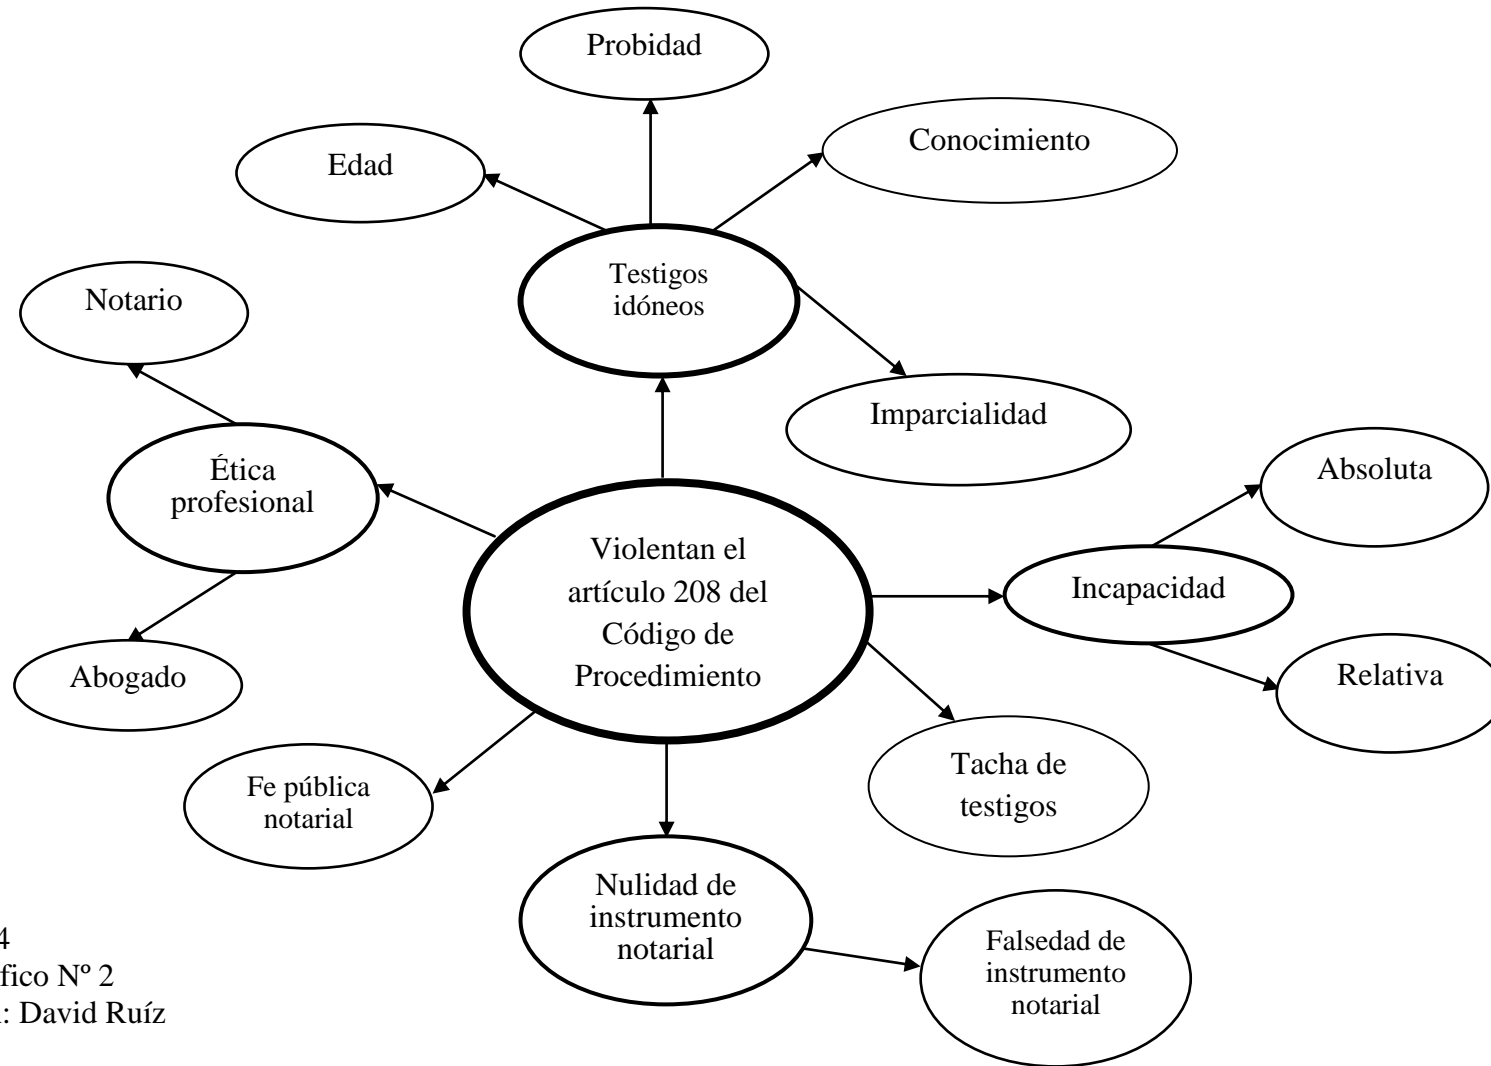 Probidad
Conocimiento
Edad
Testigos
idóneos
Notario
Imparcialidad
Absoluta
Ética
profesional
Violentan el
artículo 208 del
Código de
Procedimiento
Incapacidad
Abogado
Relativa
Tacha de
testigos
Fe pública
notarial
Nulidad de
instrumento
notarial
Falsedad de
instrumento
notarial
4
fico Nº 2
: David Ruíz